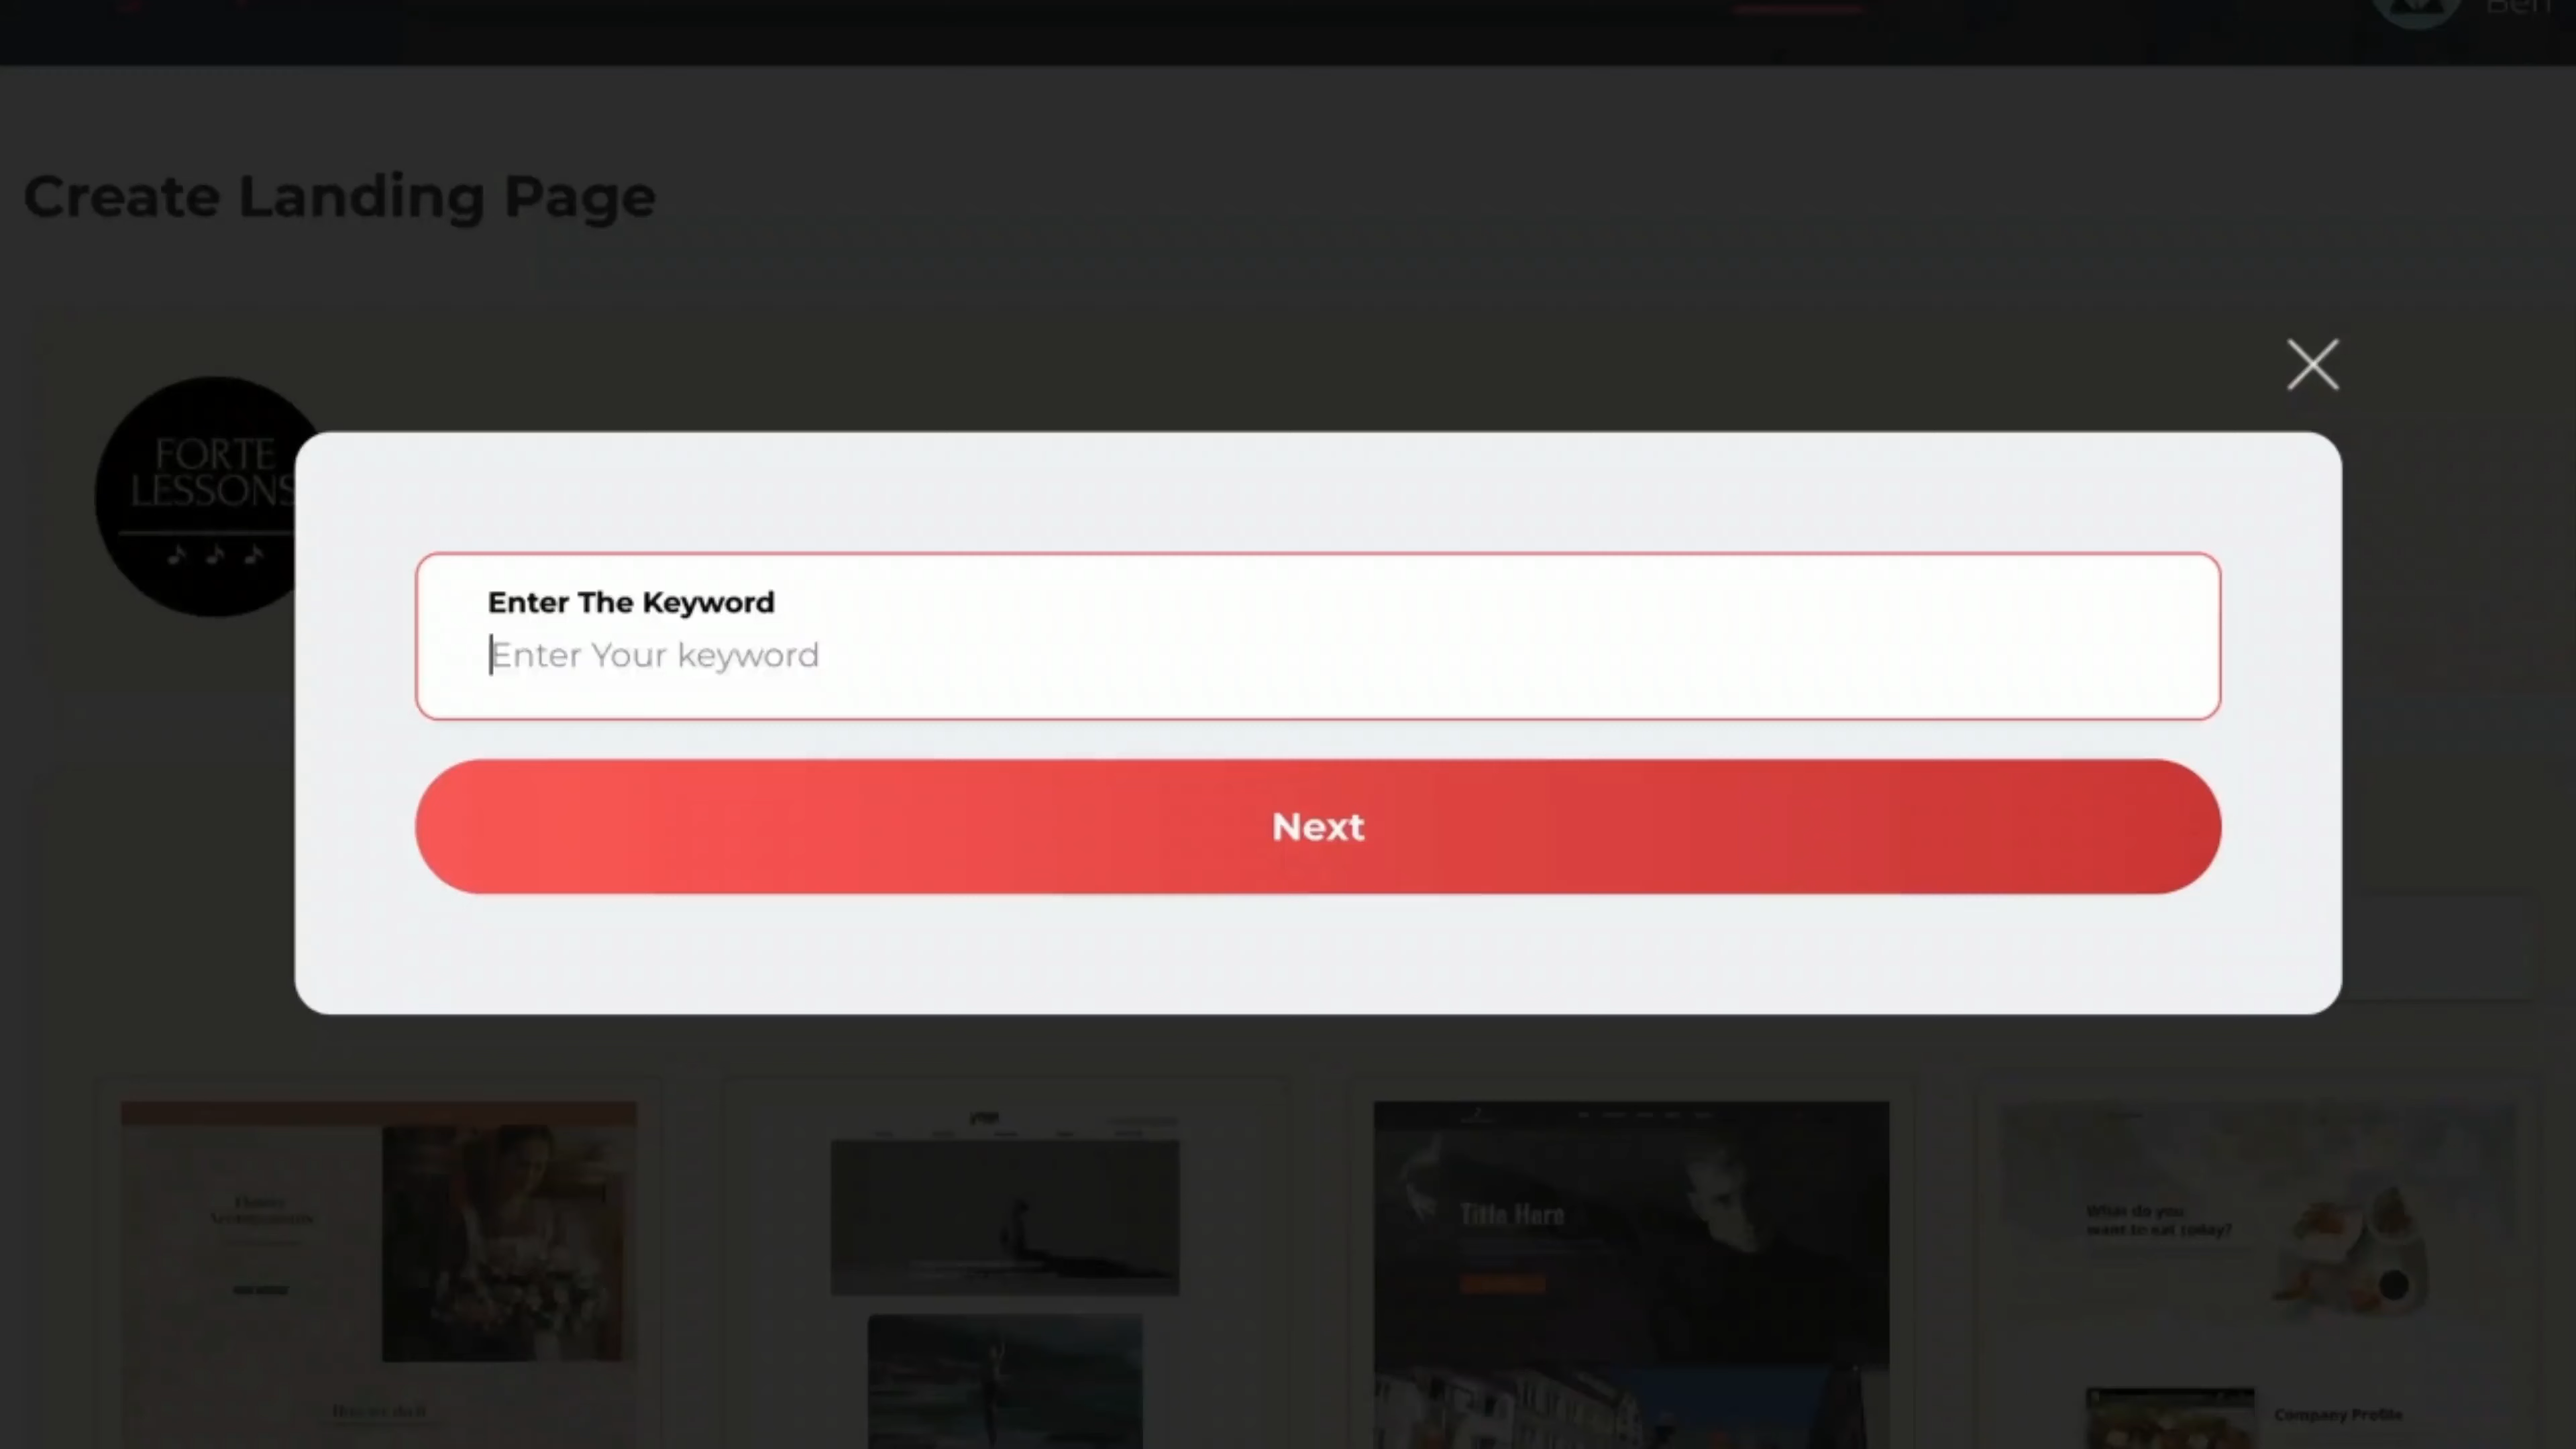 Ben
Create Landing Page
FORTE
LESSONS
Enter The Keyword
Enter Your keyword
Next
Title Here
What do you
want to eat today?
Company Profile